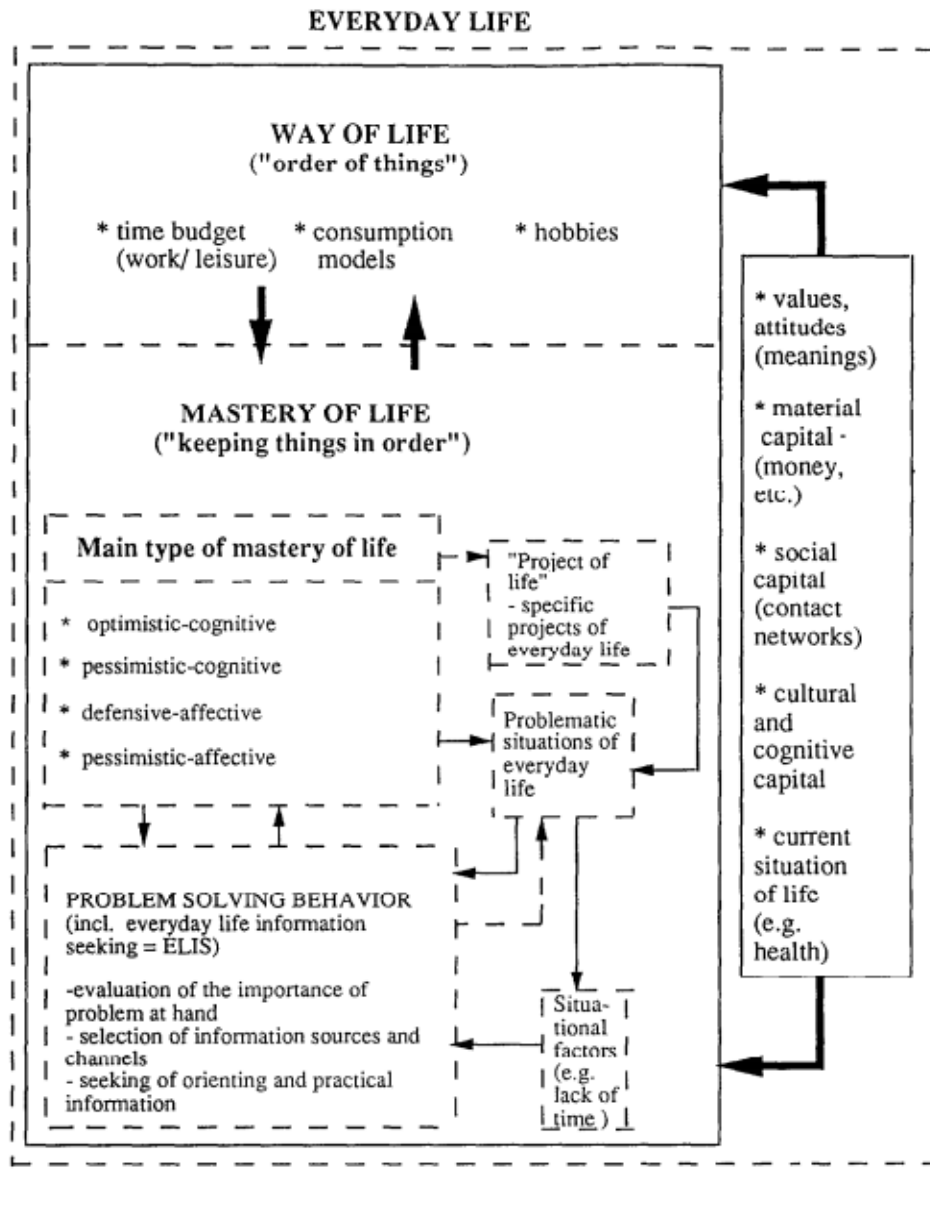 EVERYDAY LIFE
WAY OF LIFE
("order of things")
* time budget
(work/ leisure)
* consumption
models
* hobbies
MASTERY OF LIFE
("keeping things in order")
Main type of mastery of life
* optimistic-cognitive
* pessimistic-cognitive
* defensive-affective
* pessimistic-affective
"Project of
life"
- specific
projects of
everyday life
Problematic
situations of
everyday
life
PROBLEM SOLVING BEHAVIOR
(incl. everyday life information
seeking = ELIS)
-evaluation of the importance of
problem at hand
- selection of information sources and
channels
- seeking of orienting and practical
information
Situa-
tional
factors
(e.g.
lack of
time )
* values,
attitudes
(meanings)
* material
capital -
(money,
etc.)
* social
capital
(contact
networks)
* cultural
and
cognitive
capital
* current
situation
of life
(e.g.
health)